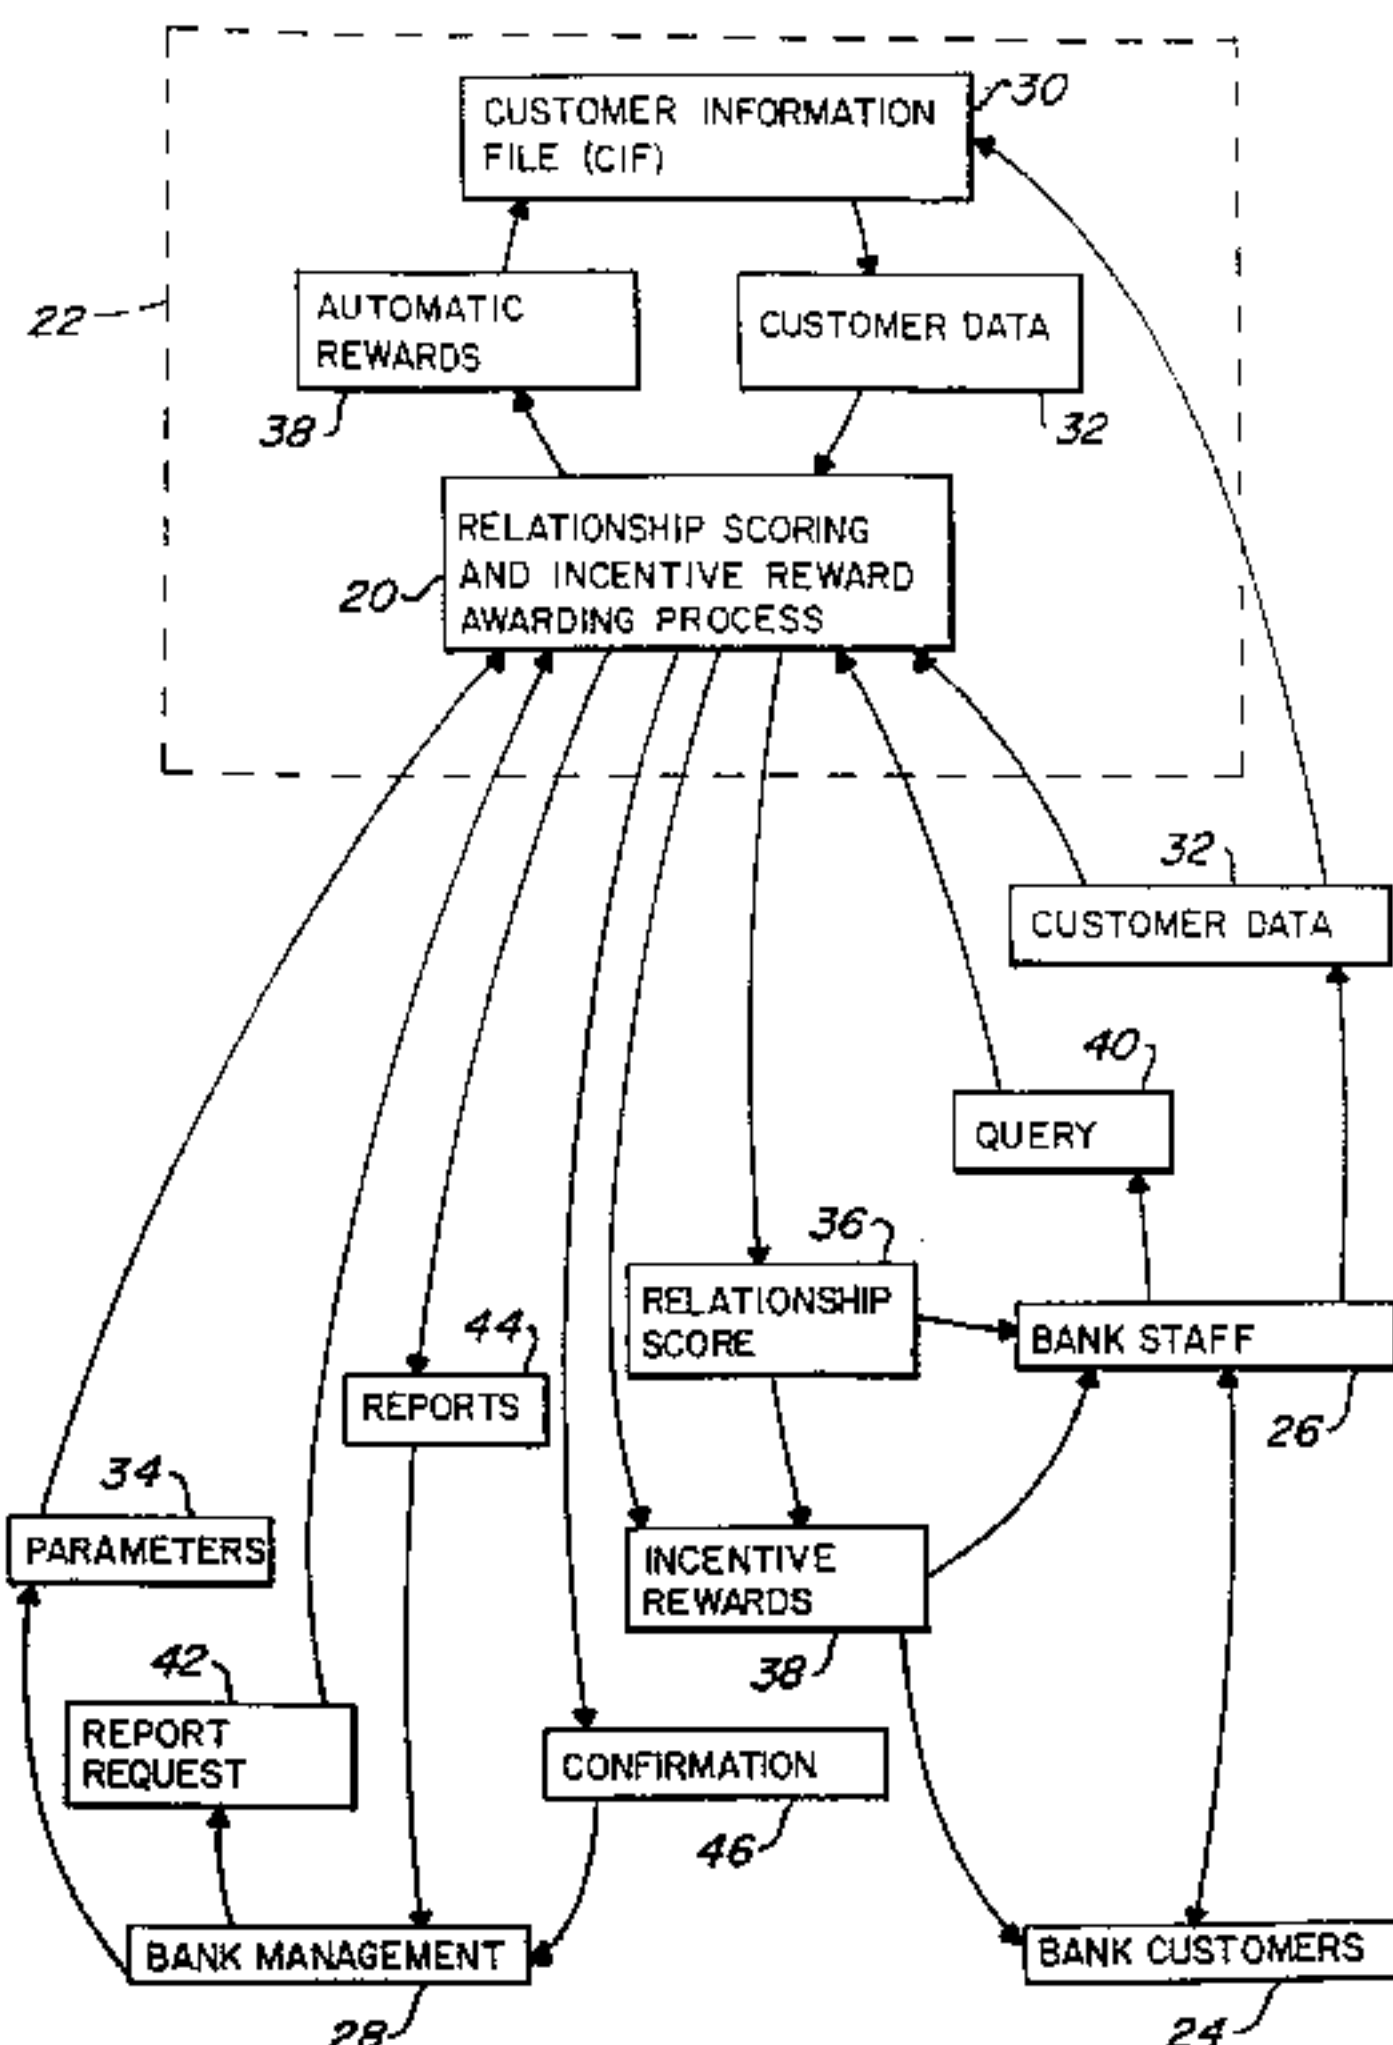 CUSTOMER INFORMATION
FILE (CIF)
30
AUTOMATIC
REWARDS
38
CUSTOMER DATA
32
22
RELATIONSHIP SCORING
AND INCENTIVE REWARD
AWARDING PROCESS
20
32
CUSTOMER DATA
40
QUERY
36
RELATIONSHIP
SCORE
BANK STAFF
26
44
REPORTS
34
PARAMETERS
INCENTIVE
REWARDS
38
42
REPORT
REQUEST
CONFIRMATION
46
BANK MANAGEMENT
28
BANK CUSTOMERS
24